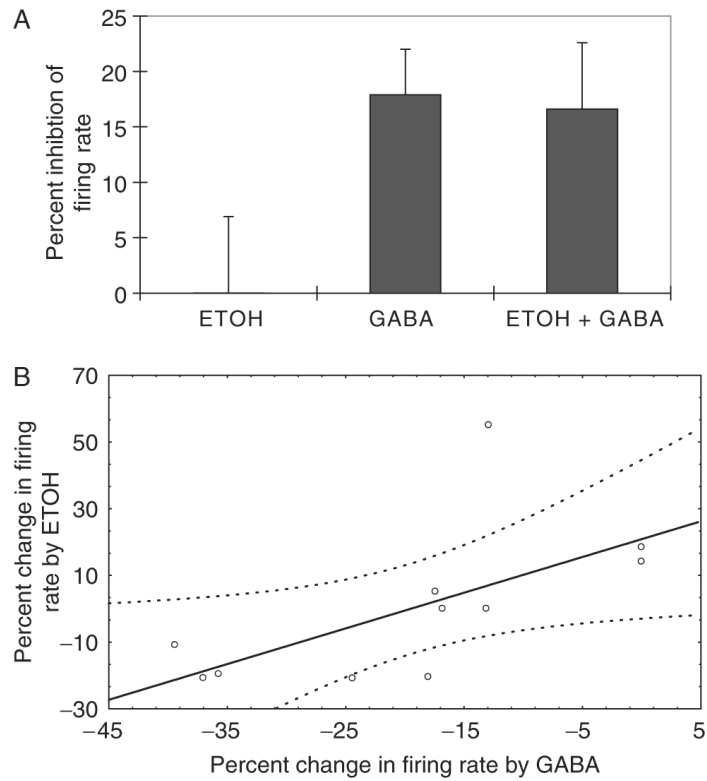 A
Percent inhibtion of
firing rate
25
20
15
10
5
0
ETOH
GABA
ETOH + GABA
B
Percent change in firing
rate by ETOH
70
50
30
10
−10
−30
−45
−35
−25
−15
−5
5
Percent change in firing rate by GABA